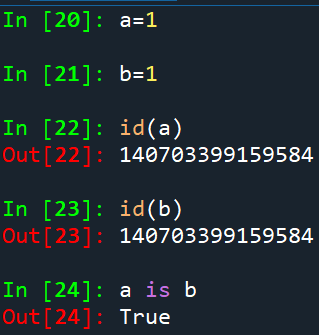 In [20]: a=1
In [21]: b=1
In [22]: id(a)
Out[22]: 140703399159584
In [23]: id(b)
Out[23]: 140703399159584
In [24]: a is b
Out[24]: True